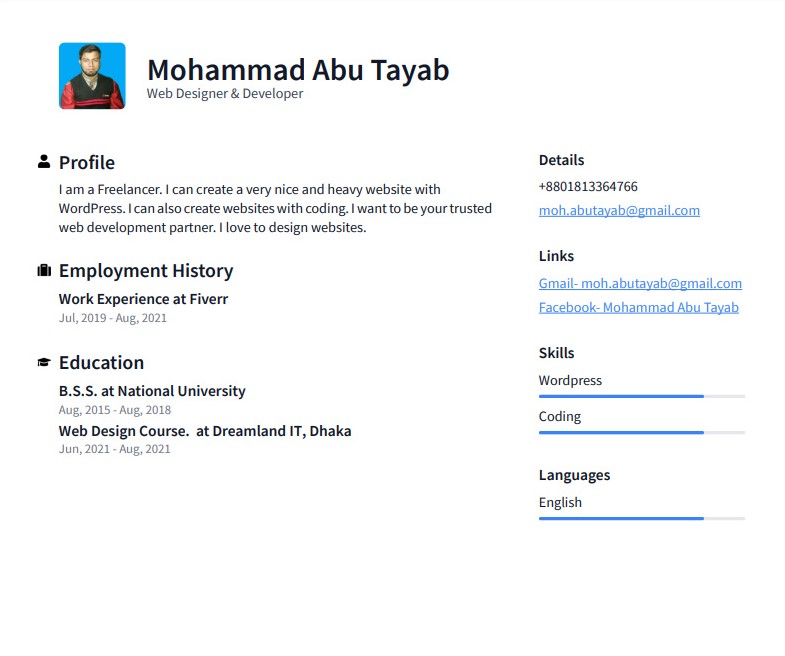 Mohammad Abu Tayab
Web Designer & Developer
Profile
I am a Freelancer. I can create a very nice and heavy website with
WordPress. I can also create websites with coding. I want to be your trusted
web development partner. I love to design websites.
Employment History
Work Experience at Fiverr
Jul, 2019 - Aug, 2021
Education
B.S.S. at National University
Aug, 2015 - Aug, 2018
Web Design Course.  at Dreamland IT, Dhaka
Jun, 2021 - Aug, 2021
Details
+8801813364766
moh.abutayab@gmail.com
Links
Gmail- moh.abutayab@gmail.com
Facebook- Mohammad Abu Tayab
Skills
Wordpress
Coding
Languages
English